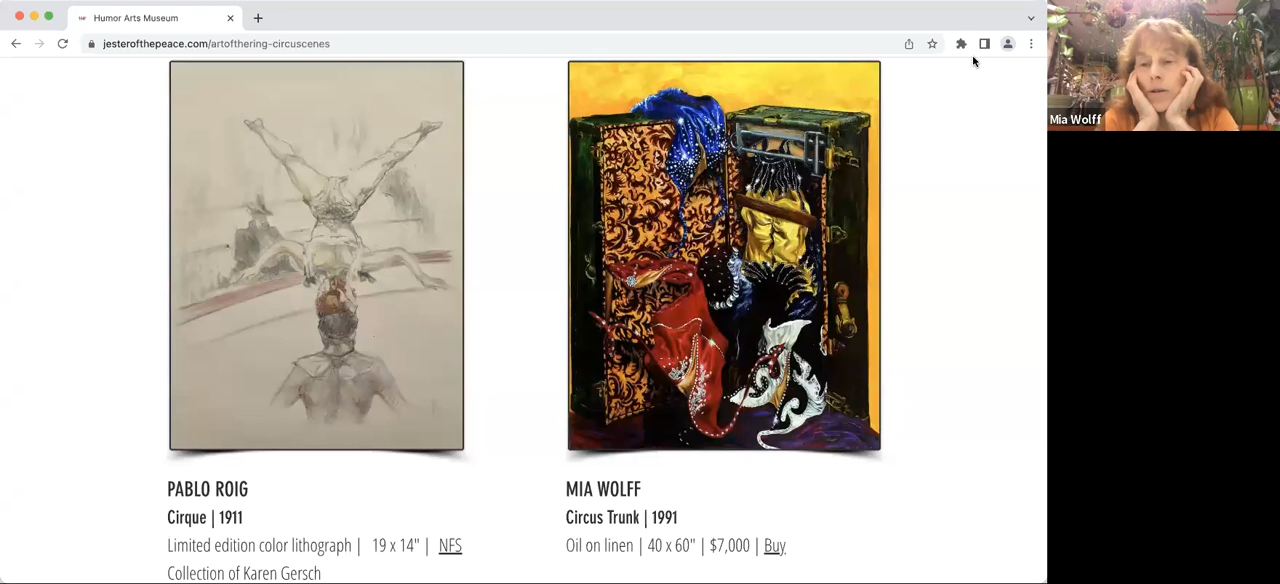 Humor Arts Museum
jesterofthepeace.com/artofthering-circuscenes
Mia Wolff
PABLO ROIG
Cirque | 1911
Limited edition color lithograph | 19 x 14" | NFS
Collection of Karen Gersch
MIA WOLFF
Circus Trunk | 1991
Oil on linen | 40 x 60" | $7,000 | Buy